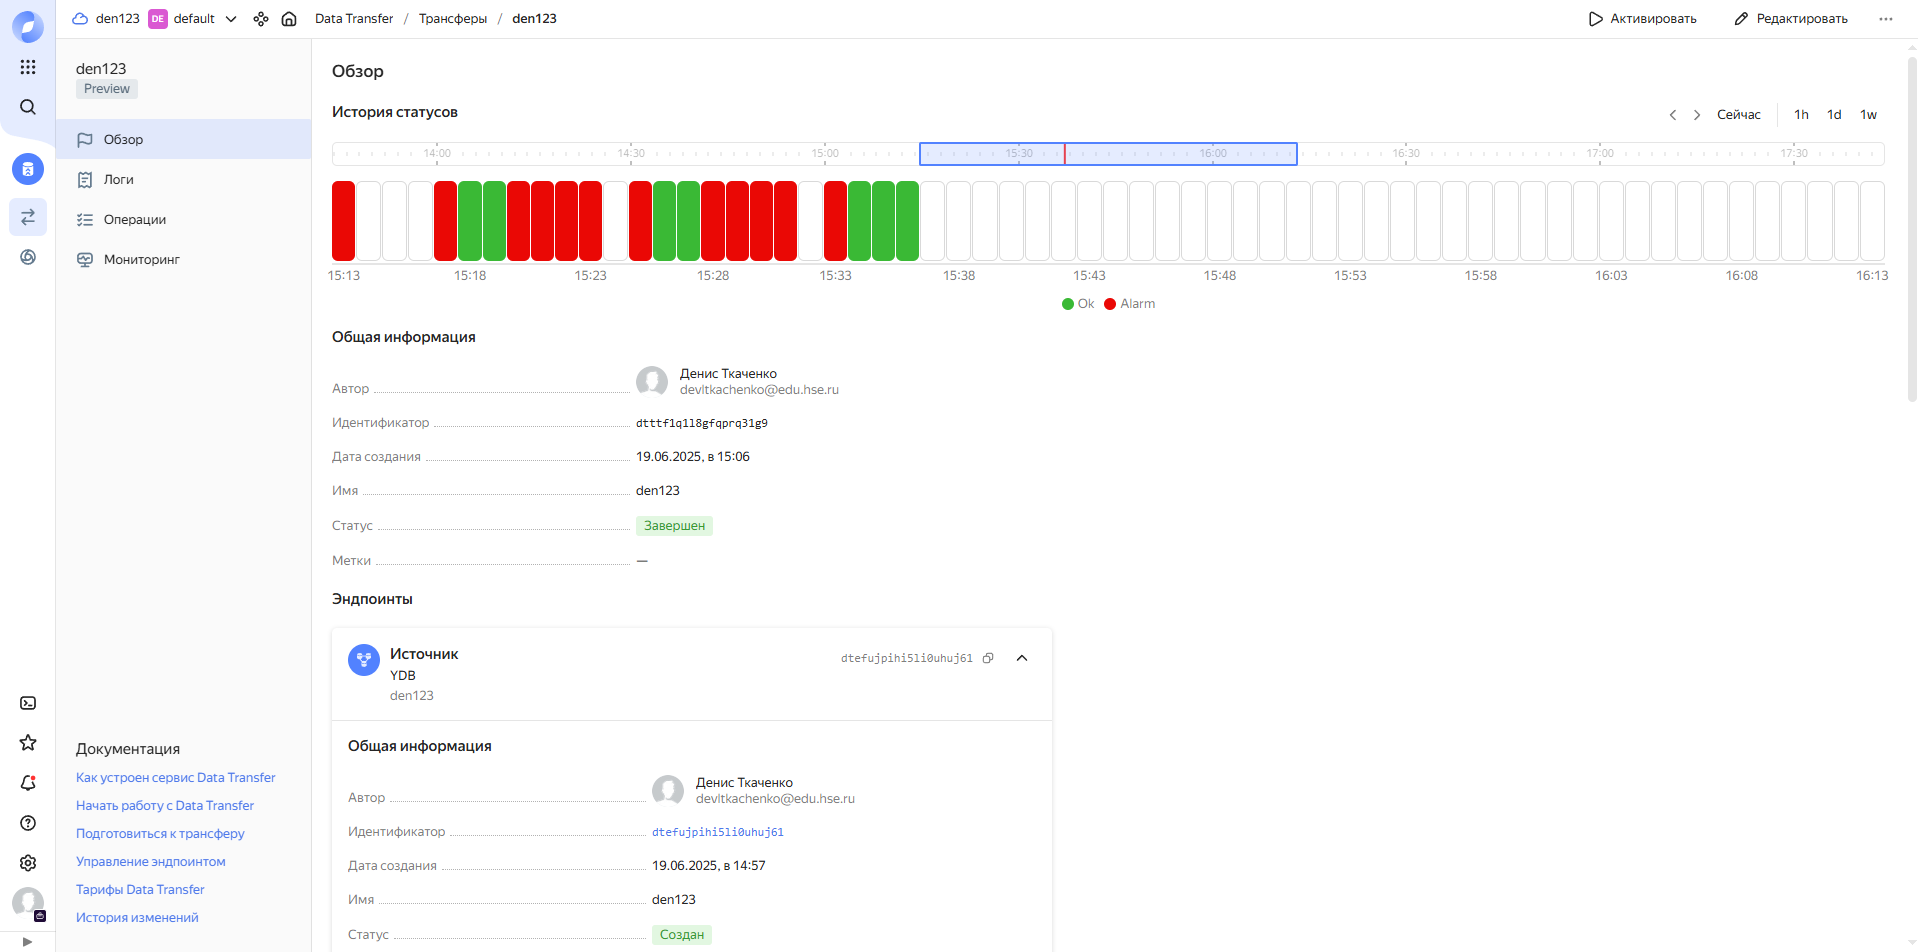 den123 DE default Data Transfer / Трансферы / den123 Активировать Редактировать
den123
Preview
Обзор
Логи
Операции
Мониторинг
Документация
Как устроен сервис Data Transfer
Начать работу с Data Transfer
Подготовиться к трансферу
Управление эндпоинтом
Тарифы Data Transfer
История изменений
Обзор
История статусов
Сейчас 1h 1d 1w
14:00 14:30 15:00 15:30 16:00 16:30 17:00 17:30
15:13 15:18 15:23 15:28 15:33 15:38 15:43 15:48 15:53 15:58 16:03 16:08 16:13
Ok Alarm
Общая информация
Автор Денис Ткаченко
devltkachenko@edu.hse.ru
Идентификатор dtttf1q1l8gfqprq31g9
Дата создания 19.06.2025, в 15:06
Имя den123
Статус Завершен
Метки —
Эндпоинты
Источник
YDB
den123
dtefujpihi5li0uhuj61
Общая информация
Автор Денис Ткаченко
devltkachenko@edu.hse.ru
Идентификатор dtefujpihi5li0uhuj61
Дата создания 19.06.2025, в 14:57
Имя den123
Статус Создан